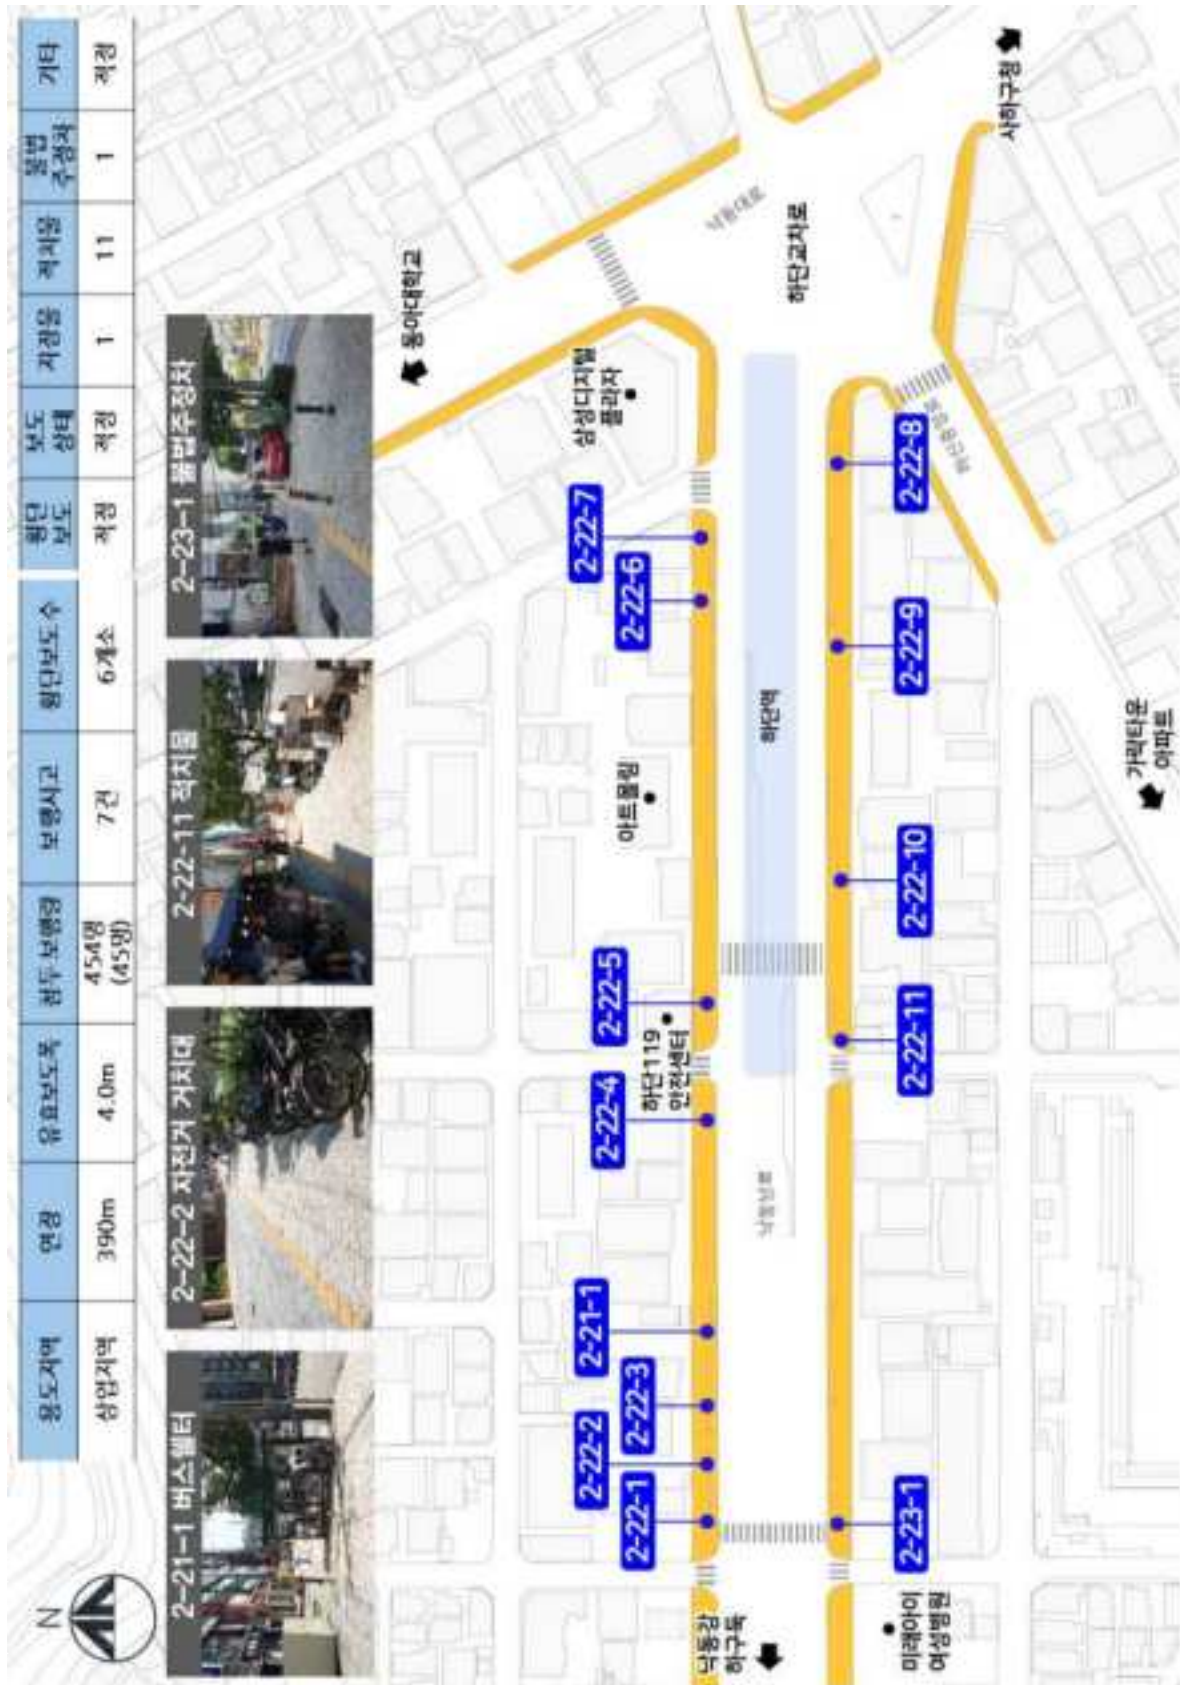 용도지역 연장 유효보도폭 첨두 보행량 보행사고 횡단보도 수 횡단 보도 보도 상태 지장물 적치물 불법 주정차 기타
상업지역 390m 4.0m 454명 (45명) 7건 6개소 적정 적정 1 11 1 적정
N
2-21-1 버스쉘터
2-22-2 자전거 거치대
2-22-11 적치물
2-23-1 불법주정차
동아대학교
삼성디지털
플라자
2-22-7
2-22-6
아트몰링
2-22-5
하단119
안전센터
2-22-4
2-21-1
2-22-3
2-22-2
2-22-1
낙동강
하구둑
낙동남로
하단역
하단교차로
낙동대로
사하구청
2-22-8
2-22-9
2-22-10
2-22-11
2-23-1
미래아이
여성병원
가락타운
아파트